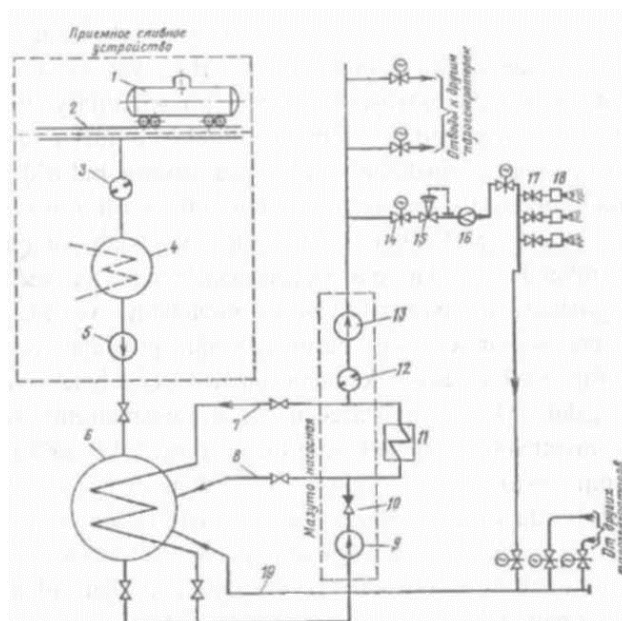 Приемное сливное
устройство
1
2
3
4
5
6
7
8
9
10
11
12
13
14
15
16
17
18
19
Отводы к другим
парогенераторам
Мазутонасосная
От других
парогенераторов